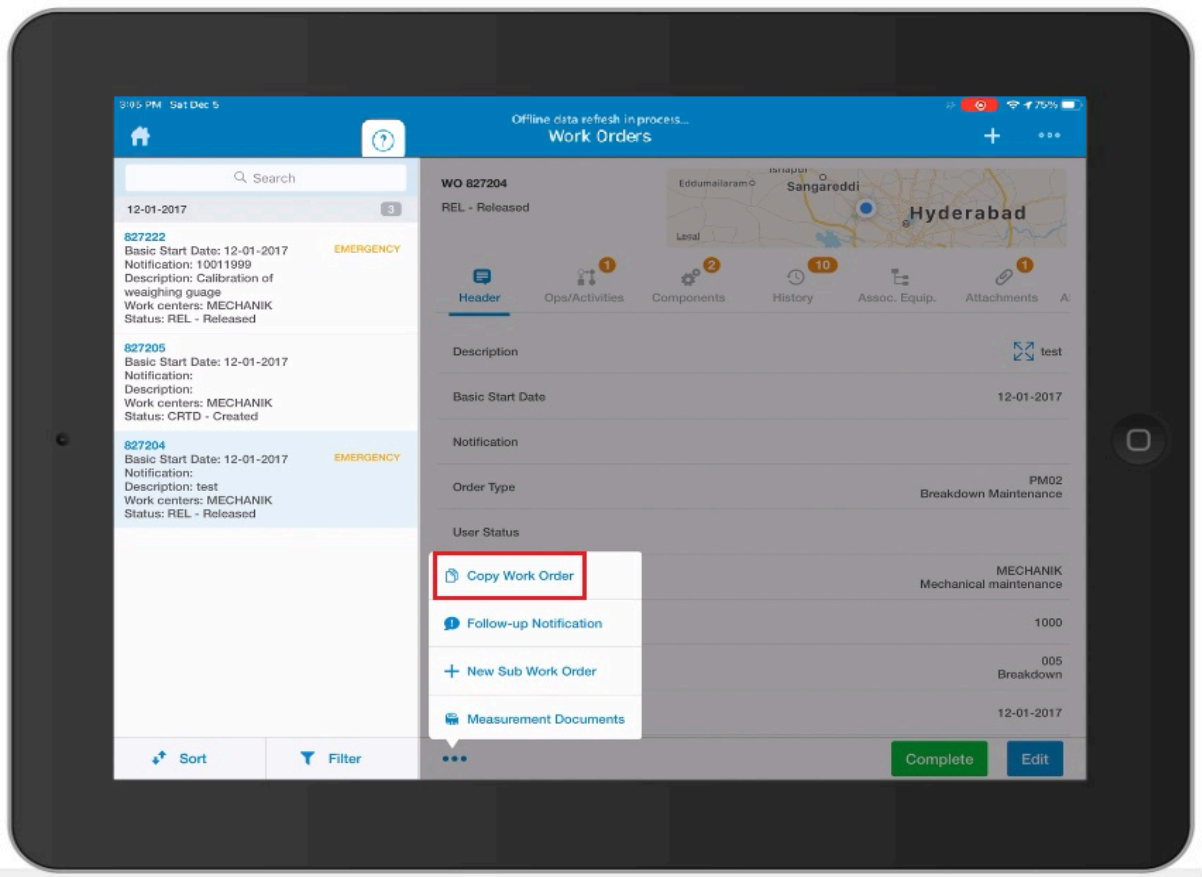 3:05 PM Sat Dec 5
75%
Offline data refresh in process...
Work Orders
Search
12-01-2017
3
827222
Basic Start Date: 12-01-2017
EMERGENCY
Notification: 10011999
Description: Calibration of
weaighing guage
Work centers: MECHANIK
Status: REL - Released
827205
Basic Start Date: 12-01-2017
Notification:
Description:
Work centers: MECHANIK
Status: CRTD - Created
827204
Basic Start Date: 12-01-2017
EMERGENCY
Notification:
Description: test
Work centers: MECHANIK
Status: REL - Released
Sort
Filter
WO 827204
REL - Released
Eddumailaram
Sangareddi
Hyderabad
Legal
1
2
10
1
Header
Ops/Activities
Components
History
Assoc. Equip.
Attachments
Description
test
Basic Start Date
12-01-2017
Notification
Order Type
PM02
Breakdown Maintenance
User Status
MECHANIK
Mechanical maintenance
1000
005
Breakdown
12-01-2017
Copy Work Order
Follow-up Notification
New Sub Work Order
Measurement Documents
Complete
Edit